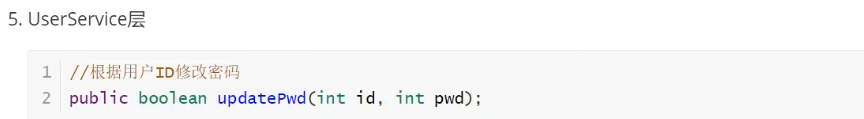 5. UserService层
1 //根据用户ID修改密码
2 public boolean updatePwd(int id, int pwd);